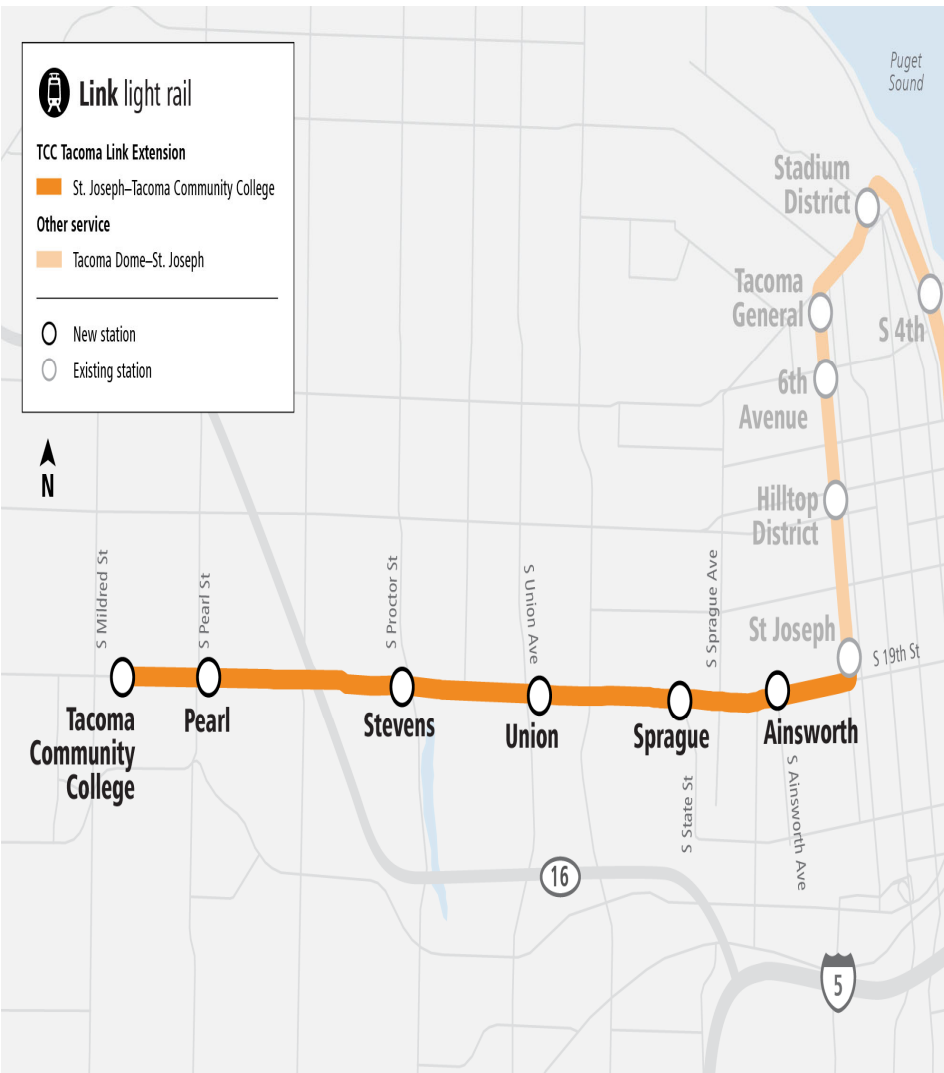 Link light rail
TCC Tacoma Link Extension
St. Joseph–Tacoma Community College
Other service
Tacoma Dome–St. Joseph
New station
Existing station
N
Puget
Sound
Stadium
District
Tacoma
General
S 4th
6th
Avenue
Hilltop
District
St Joseph
S 19th St
S Mildred St
S Pearl St
S Proctor St
S Union Ave
S Sprague Ave
Tacoma
Community
College
Pearl
Stevens
Union
Sprague
Ainsworth
S State St
S Ainsworth Ave
16
5